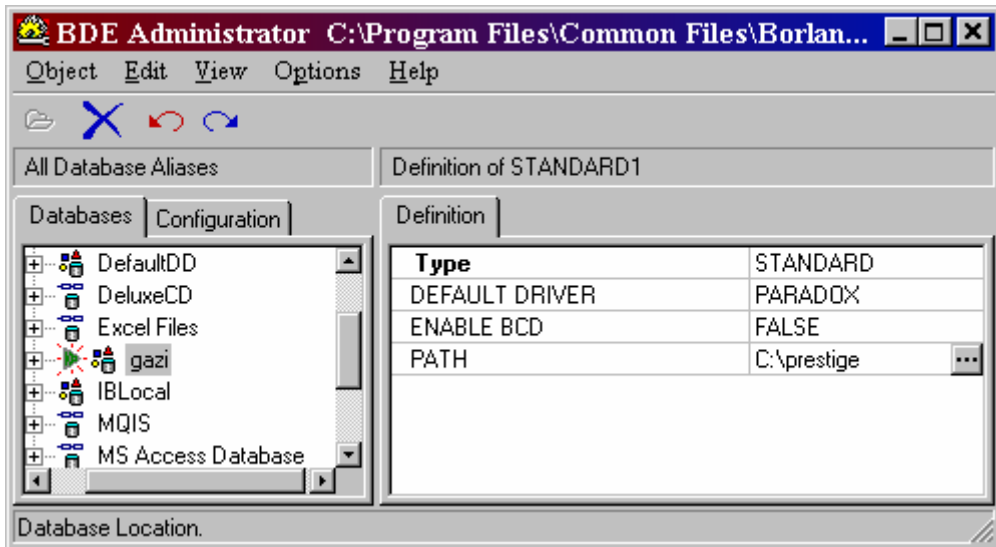 BDE Administrator C:\Program Files\Common Files\Borlan...
Object Edit View Options Help
All Database Aliases
Definition of STANDARD1
Databases Configuration
Definition
DefaultDD
DeluxeCD
Excel Files
gazi
IBLocal
MQIS
MS Access Database
Type STANDARD
DEFAULT DRIVER PARADOX
ENABLE BCD FALSE
PATH C:\prestige ...
Database Location.